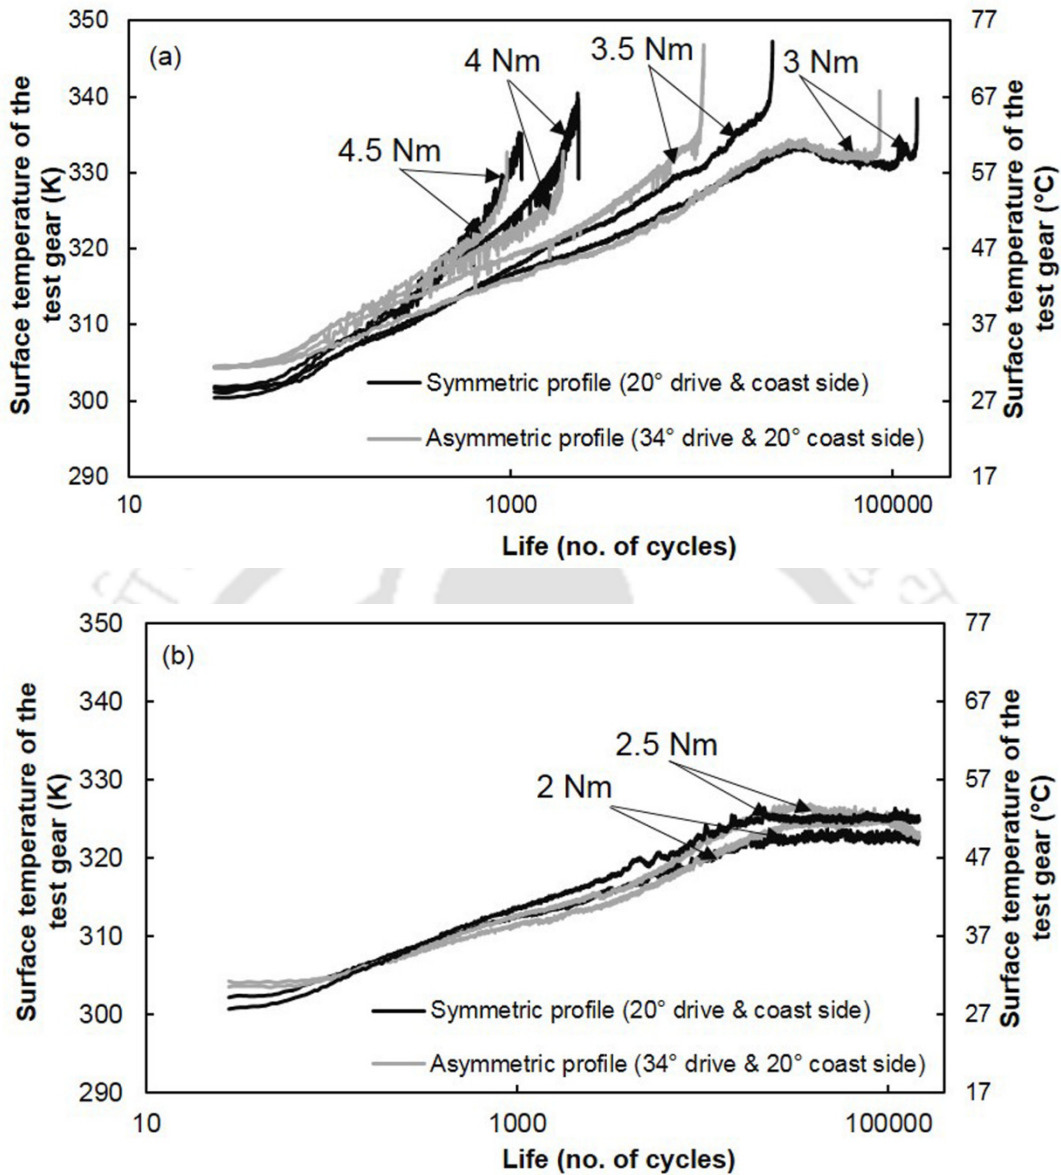 350
340
330
320
310
300
290
Surface temperature of the
test gear (K)
(a)
4.5 Nm
4 Nm
3.5 Nm
3 Nm
Symmetric profile (20° drive & coast side)
Asymmetric profile (34° drive & 20° coast side)
77
67
57
47
37
27
17
Surface temperature of the
test gear (°C)
10
1000
100000
Life (no. of cycles)
350
340
330
320
310
300
290
Surface temperature of the
test gear (K)
(b)
2.5 Nm
2 Nm
Symmetric profile (20° drive & coast side)
Asymmetric profile (34° drive & 20° coast side)
77
67
57
47
37
27
17
Surface temperature of the
test gear (°C)
10
1000
100000
Life (no. of cycles)